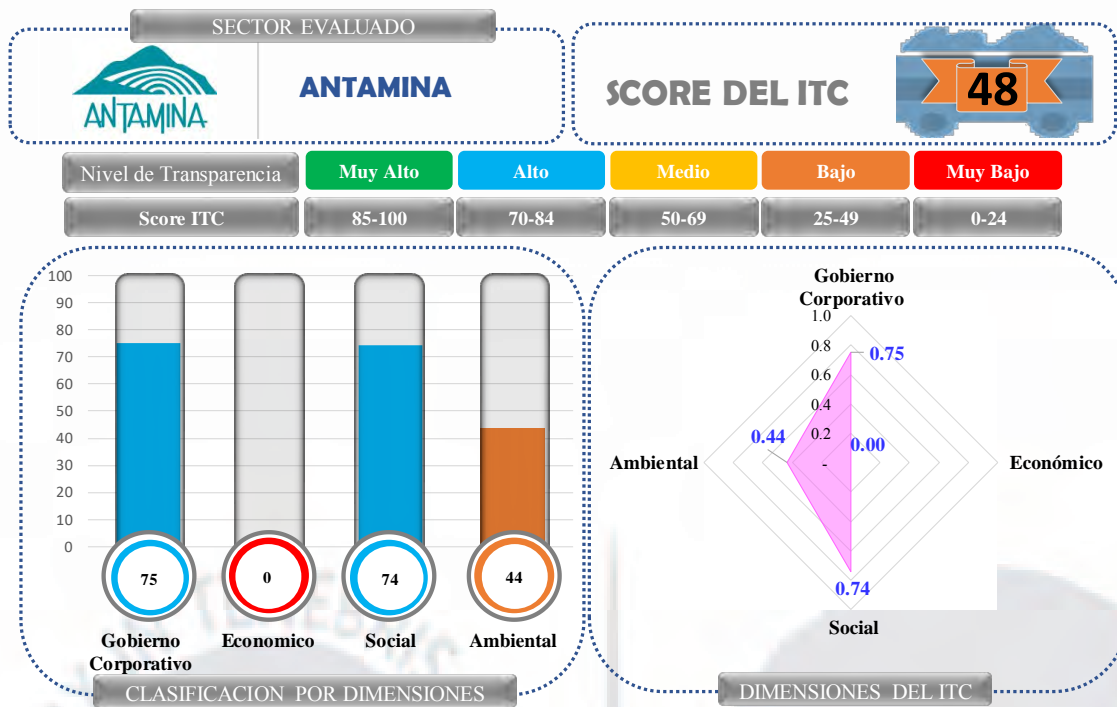 SECTOR EVALUADO
ANTAMINA
ANTAMINA
SCORE DEL ITC
48
Nivel de Transparencia Muy Alto Alto Medio Bajo Muy Bajo
Score ITC 85-100 70-84 50-69 25-49 0-24
100
90
80
70
60
50
40
30
20
10
0
75 0 74 44
Gobierno Economico Social Ambiental
Corporativo
CLASIFICACION POR DIMENSIONES
Gobierno
Corporativo
1.0
0.8
0.75
0.6
0.4
0.44
0.2
0.00
-
Ambiental
Económico
0.74
Social
DIMENSIONES DEL ITC